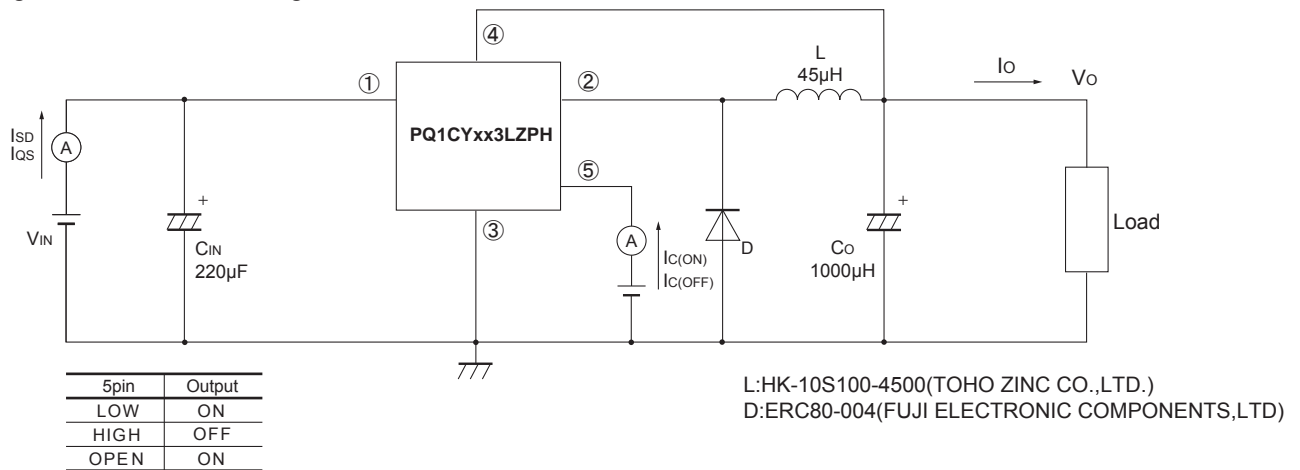 ④
L
45µH
IO
VO
①
②
PQ1CYxx3LZPH
ISD
IQS
A
⑤
+
+
VIN
CIN
220µF
③
A
IC(ON)
IC(OFF)
D
CO
1000µH
Load
5pin Output
LOW ON
HIGH OFF
OPEN ON
L:HK-10S100-4500(TOHO ZINC CO.,LTD.)
D:ERC80-004(FUJI ELECTRONIC COMPONENTS,LTD)